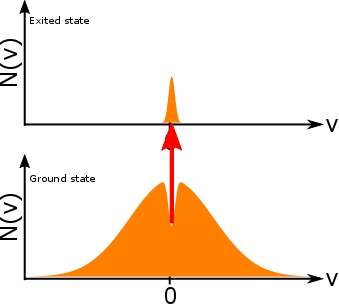 Exited state
N(v)
v
Ground state
N(v)
v
0